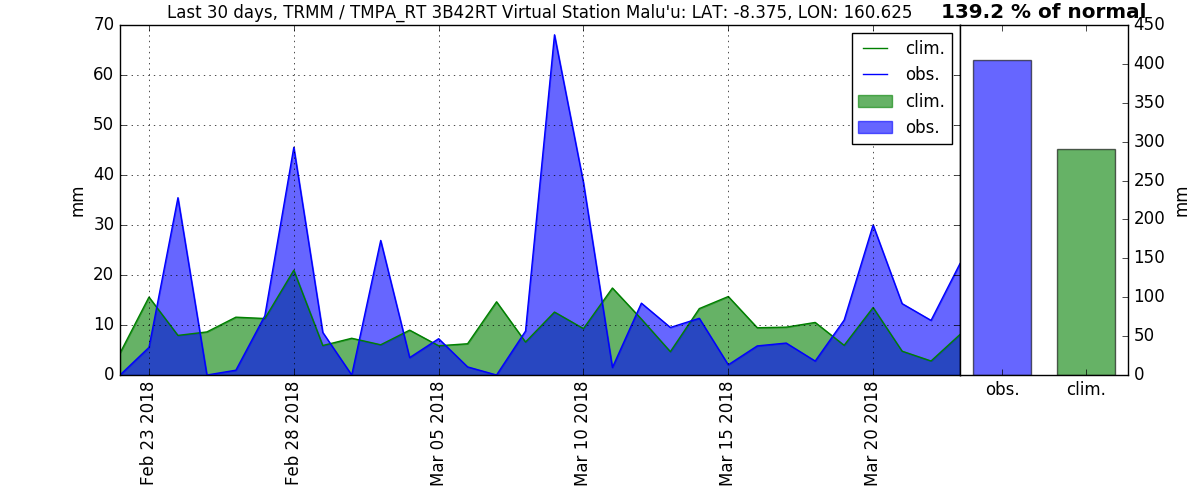 Last 30 days, TRMM / TMPA_RT 3B42RT Virtual Station Malu'u: LAT: -8.375, LON: 160.625
139.2 % of normal
70
60
50
40
30
20
10
0
mm
clim.
obs.
clim.
obs.
Feb 23 2018
Feb 28 2018
Mar 05 2018
Mar 10 2018
Mar 15 2018
Mar 20 2018
450
400
350
300
250
200
150
100
50
0
mm
obs.
clim.